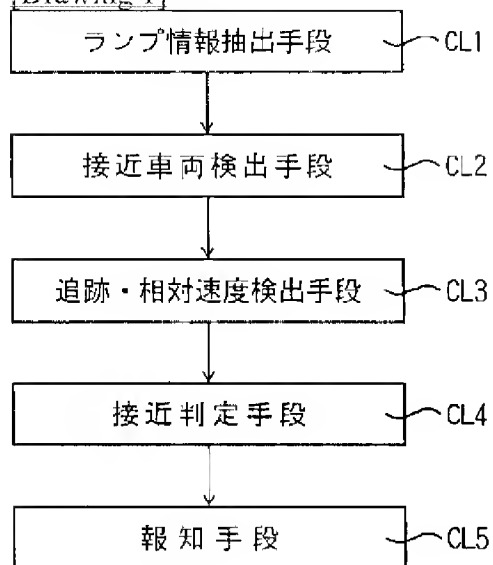 [Drawing 1]
ランプ情報抽出手段 CL1
接近車両検出手段 CL2
追跡・相対速度検出手段 CL3
接近判定手段 CL4
報知手段 CL5